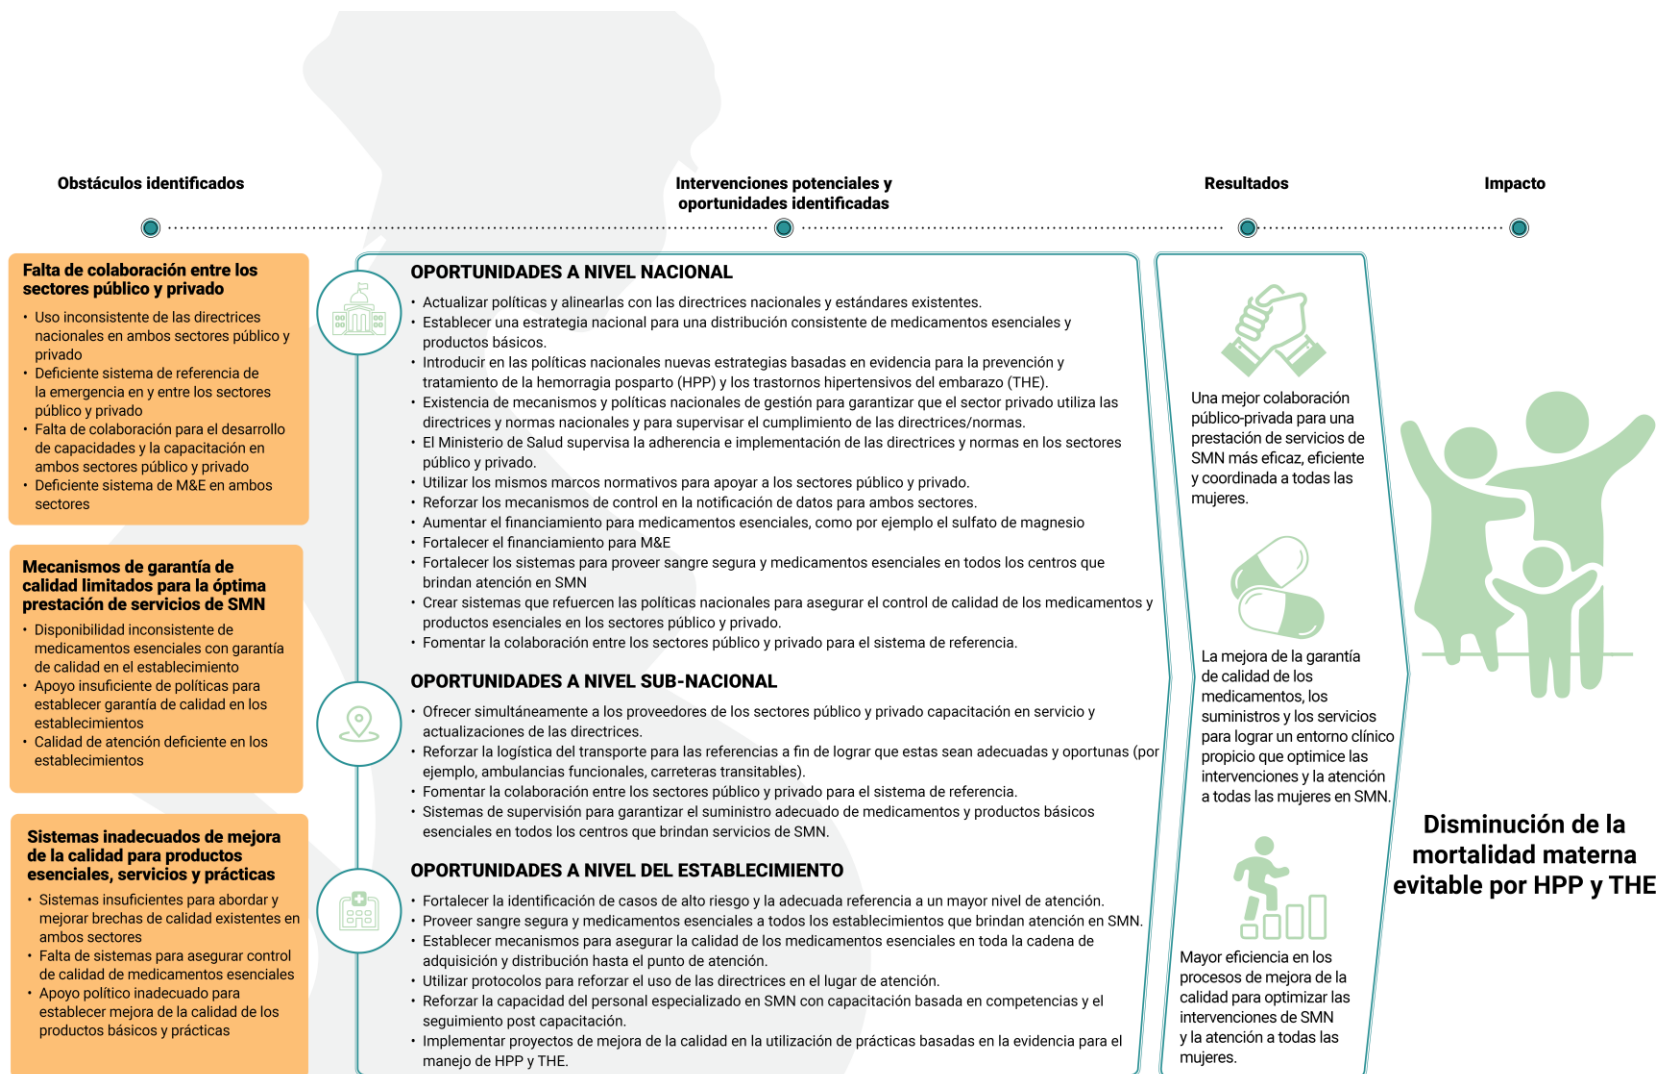 Obstáculos identificados
Intervenciones potenciales y
oportunidades identificadas
Resultados
Impacto
Falta de colaboración entre los
sectores público y privado
• Uso inconsistente de las directrices
nacionales en ambos sectores público y
privado
• Deficiente sistema de referencia de
la emergencia en y entre los sectores
público y privado
• Falta de colaboración para el desarrollo
de capacidades y la capacitación en
ambos sectores público y privado
• Deficiente sistema de M&E en ambos
sectores
Mecanismos de garantía de
calidad limitados para la óptima
prestación de servicios de SMN
• Disponibilidad inconsistente de
medicamentos esenciales con garantía
de calidad en el establecimiento
• Apoyo insuficiente de políticas para
establecer garantía de calidad en los
establecimientos
• Calidad de atención deficiente en los
establecimientos
Sistemas inadecuados de mejora
de la calidad para productos
esenciales, servicios y prácticas
• Sistemas insuficientes para abordar y
mejorar brechas de calidad existentes en
ambos sectores
• Falta de sistemas para asegurar control
de calidad de medicamentos esenciales
• Apoyo político inadecuado para
establecer mejora de la calidad de los
productos básicos y prácticas
OPORTUNIDADES A NIVEL NACIONAL
• Actualizar políticas y alinearlas con las directrices nacionales y estándares existentes.
• Establecer una estrategia nacional para una distribución consistente de medicamentos esenciales y
productos básicos.
• Introducir en las políticas nacionales nuevas estrategias basadas en evidencia para la prevención y
tratamiento de la hemorragia posparto (HPP) y los trastornos hipertensivos del embarazo (THE).
• Existencia de mecanismos y políticas nacionales de gestión para garantizar que el sector privado utiliza las
directrices y normas nacionales y para supervisar el cumplimiento de las directrices/normas.
• El Ministerio de Salud supervisa la adherencia e implementación de las directrices y normas en los sectores
público y privado.
• Utilizar los mismos marcos normativos para apoyar a los sectores público y privado.
• Reforzar los mecanismos de control en la notificación de datos para ambos sectores.
• Aumentar el financiamiento para medicamentos esenciales, como por ejemplo el sulfato de magnesio
• Fortalecer el financiamiento para M&E
• Fortalecer los sistemas para proveer sangre segura y medicamentos esenciales en todos los centros que
brindan atención en SMN
• Crear sistemas que refuercen las políticas nacionales para asegurar el control de calidad de los medicamentos y
productos esenciales en los sectores público y privado.
• Fomentar la colaboración entre los sectores público y privado para el sistema de referencia.
OPORTUNIDADES A NIVEL SUB-NACIONAL
• Ofrecer simultáneamente a los proveedores de los sectores público y privado capacitación en servicio y
actualizaciones de las directrices.
• Reforzar la logística del transporte para las referencias a fin de lograr que estas sean adecuadas y oportunas (por
ejemplo, ambulancias funcionales, carreteras transitables).
• Fomentar la colaboración entre los sectores público y privado para el sistema de referencia.
• Sistemas de supervisión para garantizar el suministro adecuado de medicamentos y productos básicos
esenciales en todos los centros que brindan servicios de SMN.
OPORTUNIDADES A NIVEL DEL ESTABLECIMIENTO
• Fortalecer la identificación de casos de alto riesgo y la adecuada referencia a un mayor nivel de atención.
• Proveer sangre segura y medicamentos esenciales a todos los establecimientos que brindan atención en SMN.
• Establecer mecanismos para asegurar la calidad de los medicamentos esenciales en toda la cadena de
adquisición y distribución hasta el punto de atención.
• Utilizar protocolos para reforzar el uso de las directrices en el lugar de atención.
• Reforzar la capacidad del personal especializado en SMN con capacitación basada en competencias y el
seguimiento post capacitación.
• Implementar proyectos de mejora de la calidad en la utilización de prácticas basadas en la evidencia para el
manejo de HPP y THE.
Una mejor colaboración
público-privada para una
prestación de servicios de
SMN más eficaz, eficiente
y coordinada a todas las
mujeres.
La mejora de la garantía
de calidad de los
medicamentos, los
suministros y los servicios
para lograr un entorno clínico
propicio que optimice las
intervenciones y la atención
a todas las mujeres en SMN.
Mayor eficiencia en los
procesos de mejora de la
calidad para optimizar las
intervenciones de SMN
y la atención a todas las
mujeres.
Disminución de la
mortalidad materna
evitable por HPP y THE